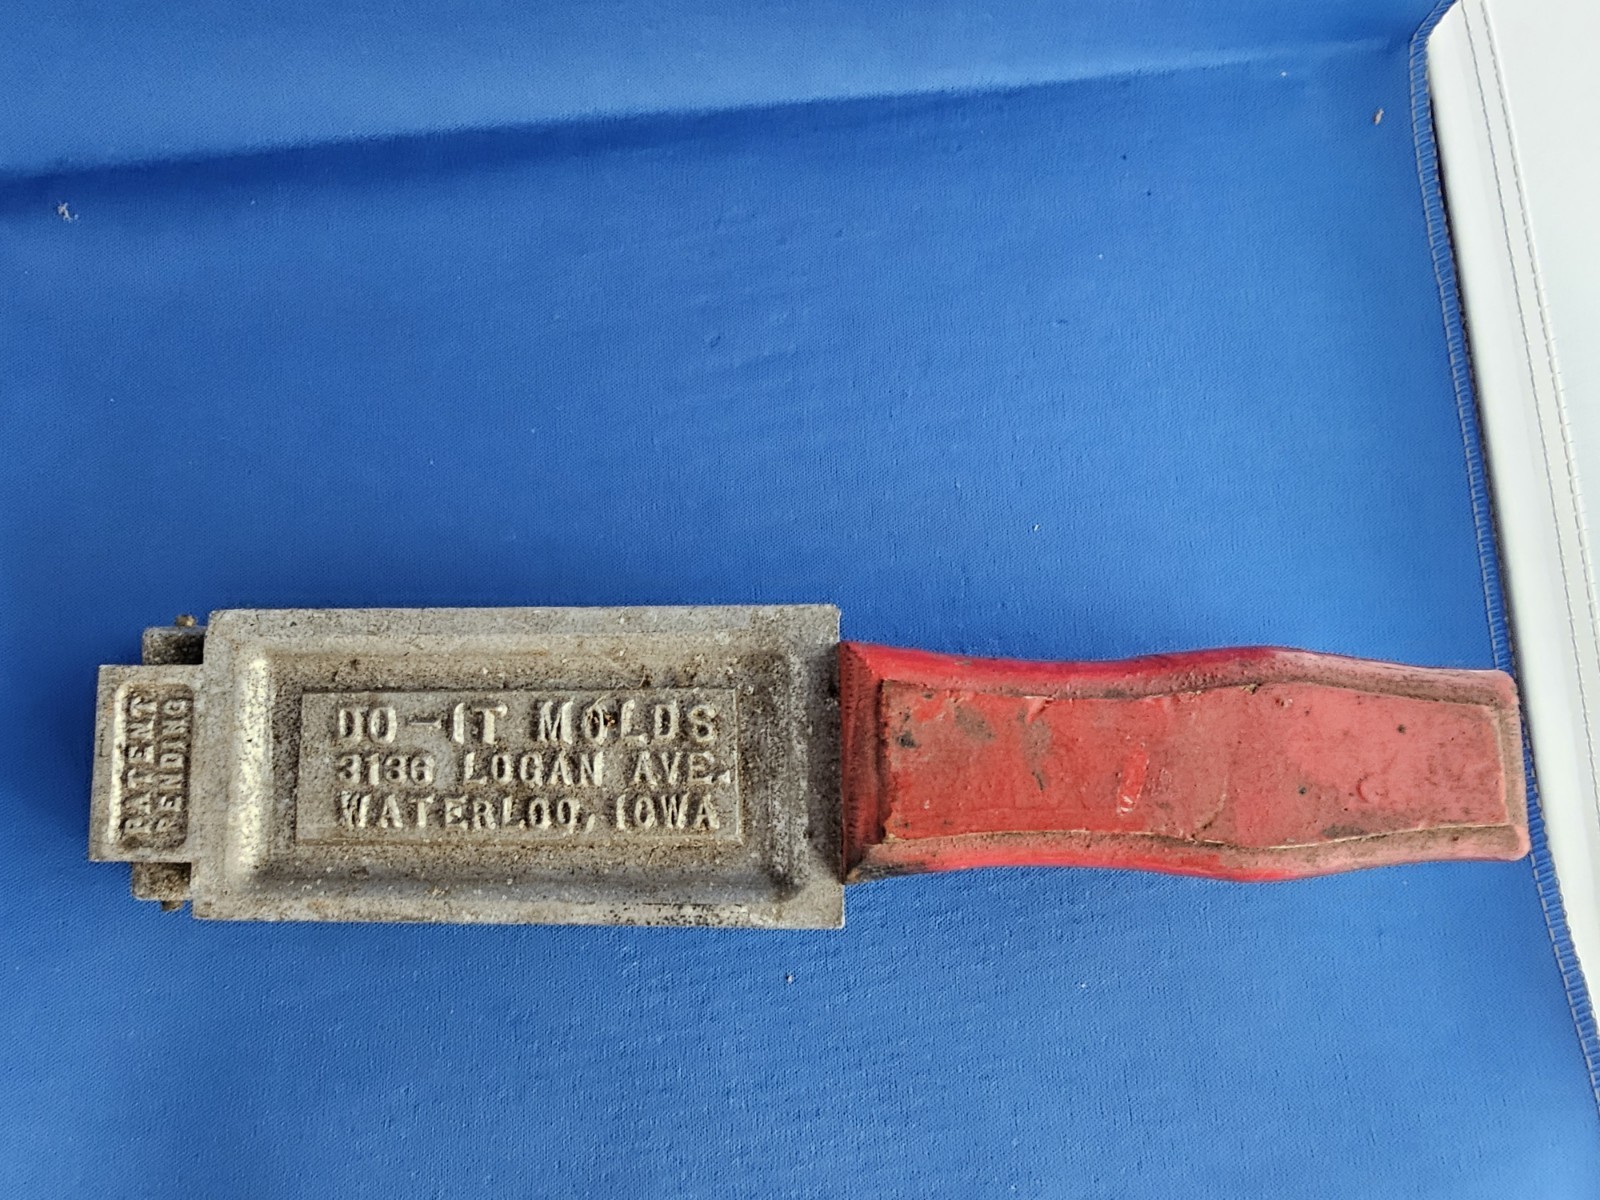 DO-IT MOLDS
3136 LOGAN AVE.
WATERLOO, IOWA
PATENT
PENDING